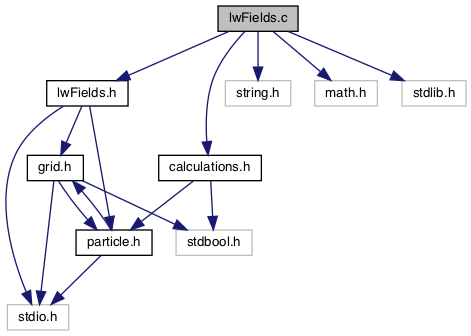 lwFields.c
lwFields.h
string.h
math.h
stdlib.h
grid.h
calculations.h
particle.h
stdbool.h
stdio.h